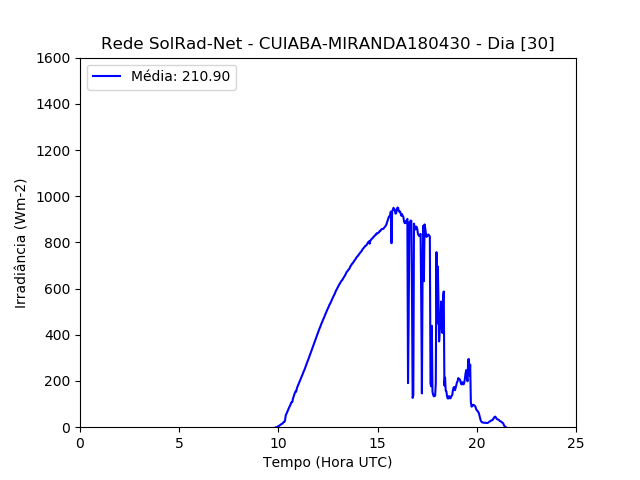 Rede SolRad-Net - CUIABA-MIRANDA180430 - Dia [30]
Média: 210.90
1600
1400
1200
1000
800
600
400
200
0
Irradiância (Wm-2)
0 5 10 15 20 25
Tempo (Hora UTC)